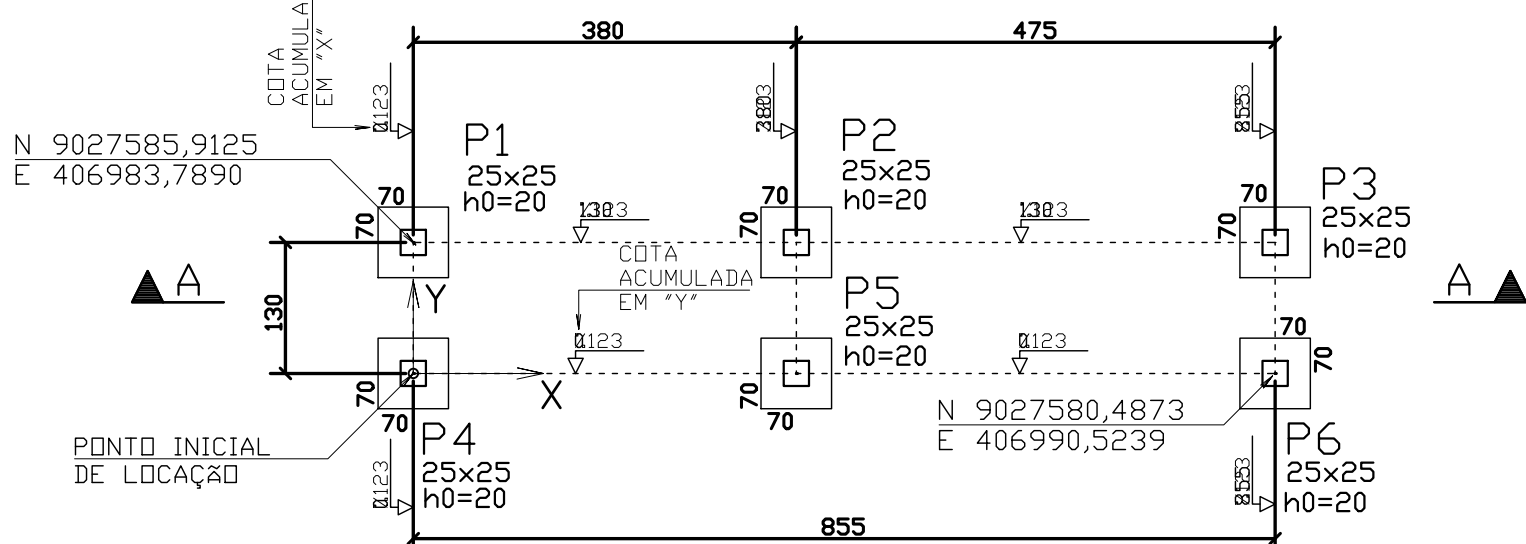 380
475
COTA
ACUMULA
EM "X"
N 9027585,9125
E 406983,7890
P1
25x25
h0=20
70
70
P2
25x25
h0=20
70
70
P3
25x25
h0=20
70
70
A
A
130
Y
COTA
ACUMULADA
EM "Y"
P5
25x25
h0=20
70
70
X
70
70
70
70
N 9027580,4873
E 406990,5239
PONTO INICIAL
DE LOCAÇÃO
P4
25x25
h0=20
P6
25x25
h0=20
855